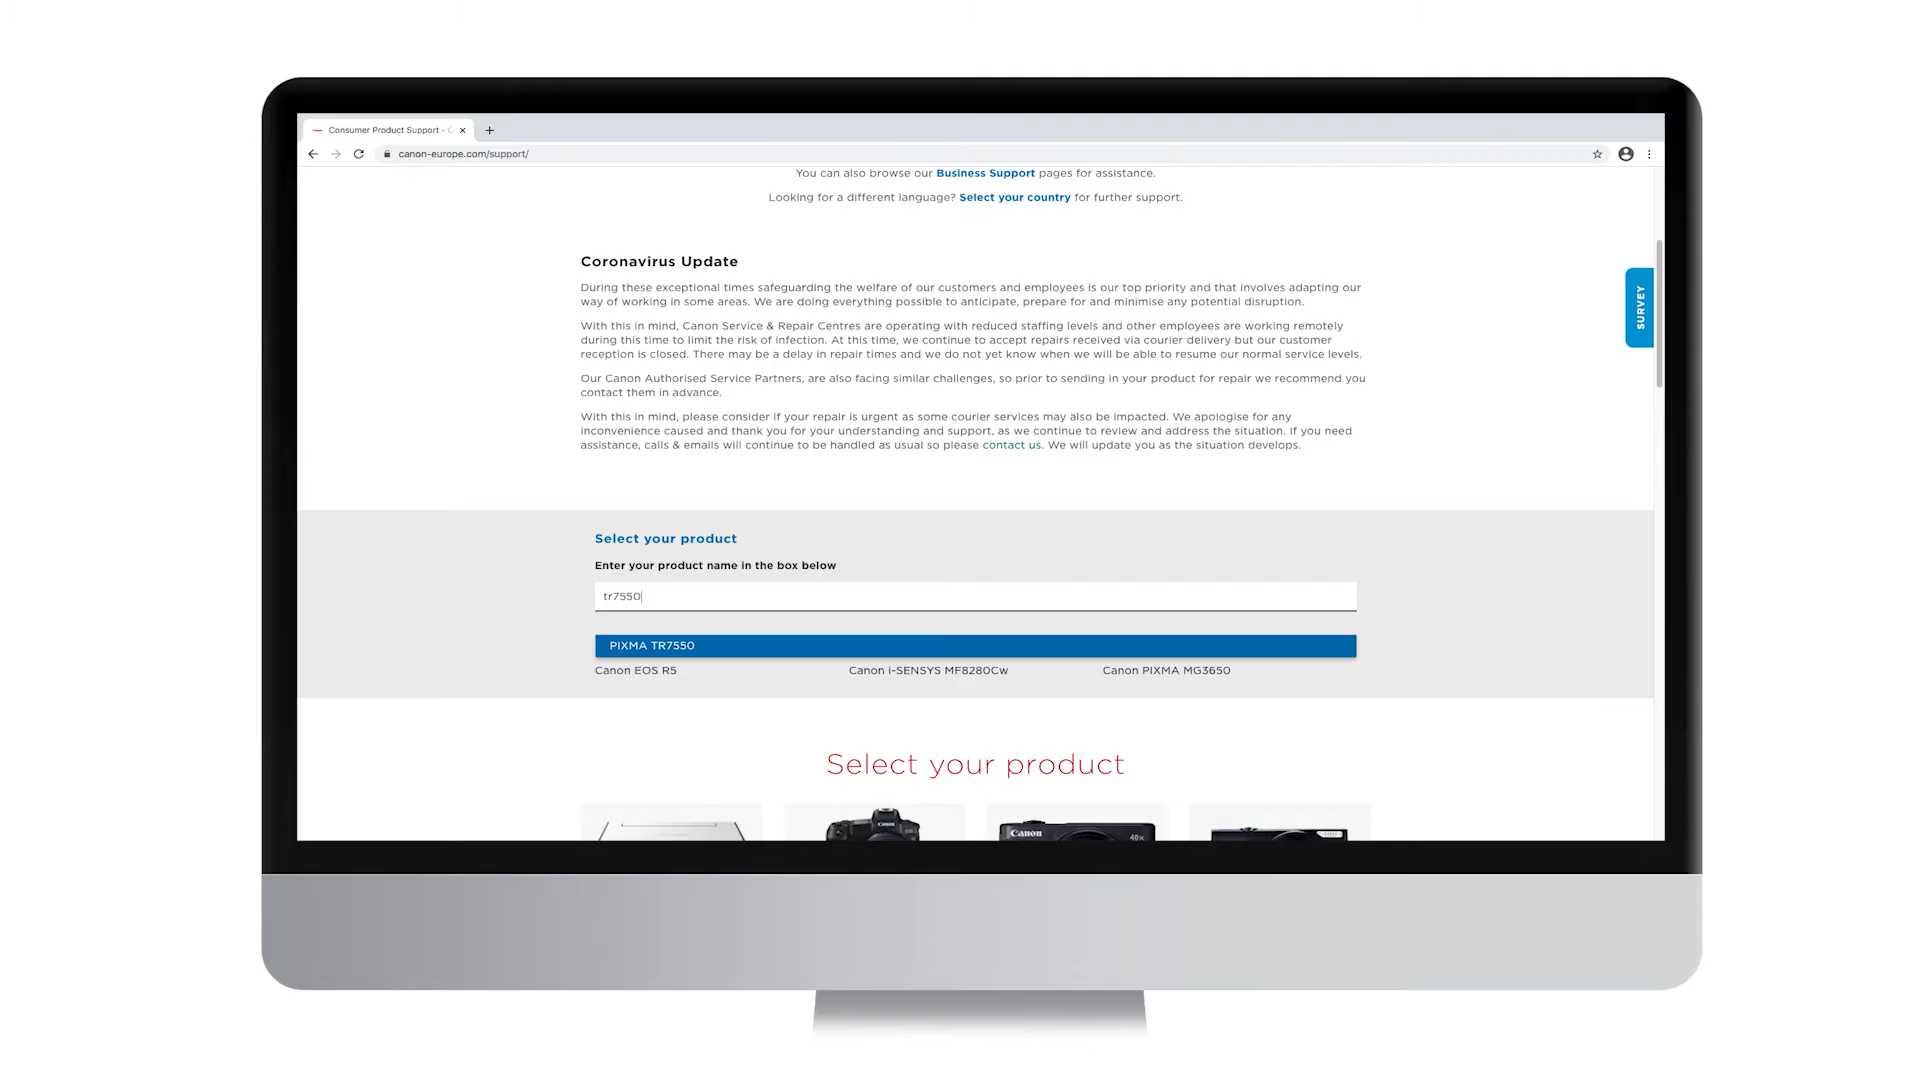 Consumer Product Support - C
canon-europe.com/support/
You can also browse our Business Support pages for assistance.
Looking for a different language? Select your country for further support.
Coronavirus Update
During these exceptional times safeguarding the welfare of our customers and employees is our top priority and that involves adapting our
way of working in some areas. We are doing everything possible to anticipate, prepare for and minimise any potential disruption.
With this in mind, Canon Service & Repair Centres are operating with reduced staffing levels and other employees are working remotely
during this time to limit the risk of infection. At this time, we continue to accept repairs received via courier delivery but our customer
reception is closed. There may be a delay in repair times and we do not yet know when we will be able to resume our normal service levels.
Our Canon Authorised Service Partners, are also facing similar challenges, so prior to sending in your product for repair we recommend you
contact them in advance.
With this in mind, please consider if your repair is urgent as some courier services may also be impacted. We apologise for any
inconvenience caused and thank you for your understanding and support, as we continue to review and address the situation. If you need
assistance, calls & emails will continue to be handled as usual so please contact us. We will update you as the situation develops.
SURVEY
Select your product
Enter your product name in the box below
tr7550
PIXMA TR7550
Canon EOS R5 Canon i-SENSYS MF8280Cw Canon PIXMA MG3650
Select your product
Canon
Canon 40x